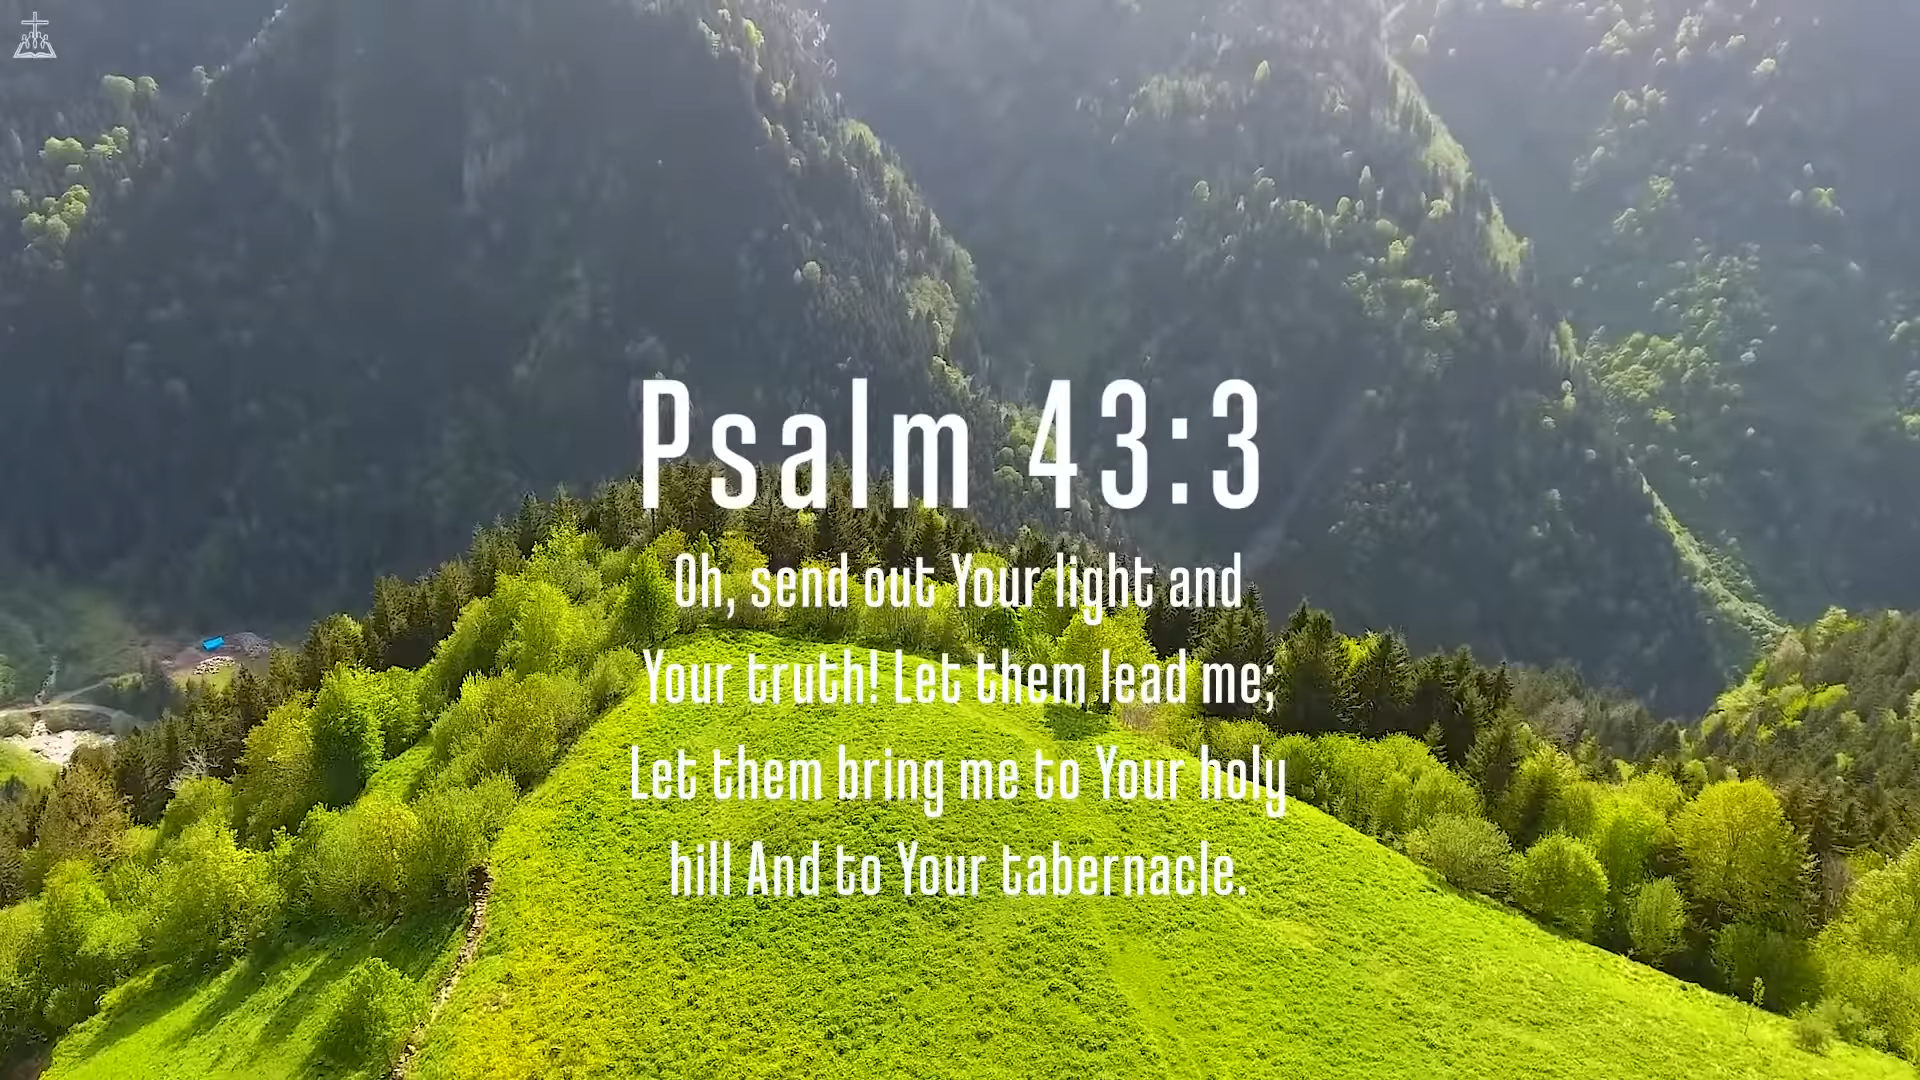 Psalm 43:3
Oh, send out Your light and
Your truth! Let them lead me;
Let them bring me to Your holy
hill And to Your tabernacle.